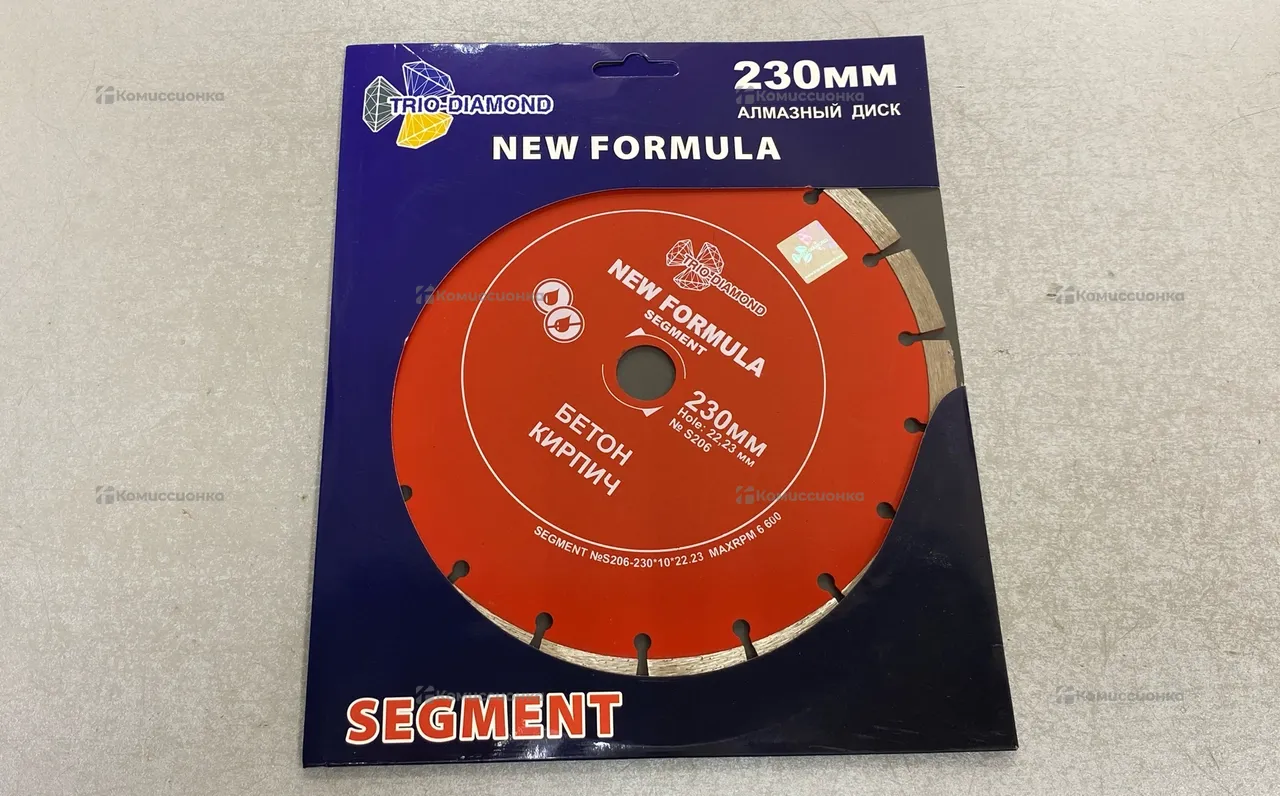 TRIO-DIAMOND
230мм
АЛМАЗНЫЙ ДИСК
NEW FORMULA
TRIO-DIAMOND
NEW FORMULA
SEGMENT
230мм
Hole: 22,23 мм
№ S206
БЕТОН
КИРПИЧ
SEGMENT №S206-230*10*22.23 MAXRPM 6 600
SEGMENT
Комиссионка
Комиссионка
Комиссионка
Комиссионка
Комиссионка
Комиссионка
Комиссионка
Комиссионка